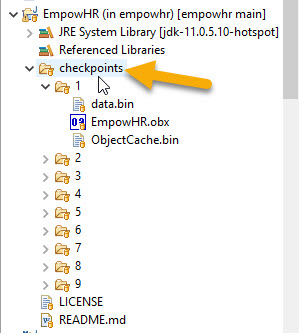 EmpowHR (in empowhr) [empowhr main]
JRE System Library [jdk-11.0.5.10-hotspot]
Referenced Libraries
checkpoints
1
data.bin
EmpowHR.obx
ObjectCache.bin
2
3
4
5
6
7
8
9
LICENSE
README.md